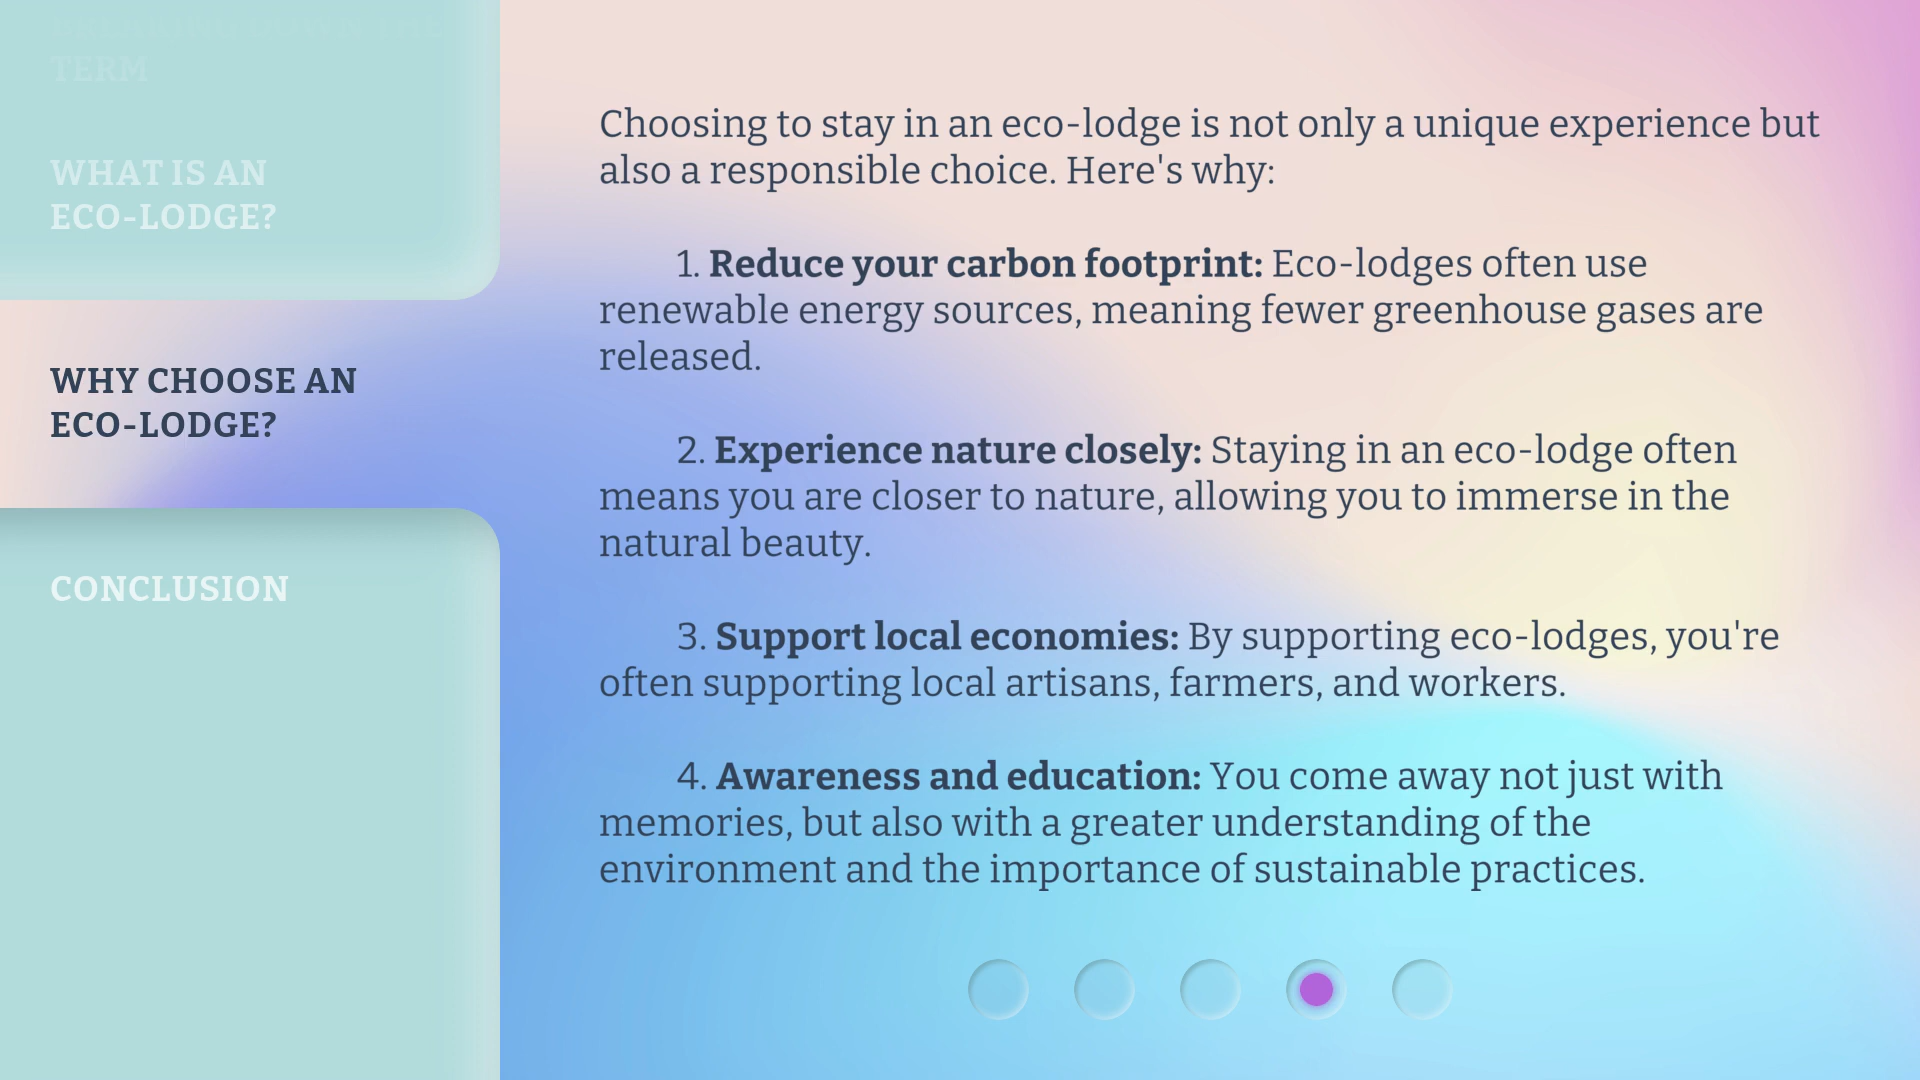 BREAKING DOWN THE
TERM
WHAT IS AN
ECO-LODGE?
WHY CHOOSE AN
ECO-LODGE?
CONCLUSION
Choosing to stay in an eco-lodge is not only a unique experience but
also a responsible choice. Here's why:
1. Reduce your carbon footprint: Eco-lodges often use
renewable energy sources, meaning fewer greenhouse gases are
released.
2. Experience nature closely: Staying in an eco-lodge often
means you are closer to nature, allowing you to immerse in the
natural beauty.
3. Support local economies: By supporting eco-lodges, you're
often supporting local artisans, farmers, and workers.
4. Awareness and education: You come away not just with
memories, but also with a greater understanding of the
environment and the importance of sustainable practices.